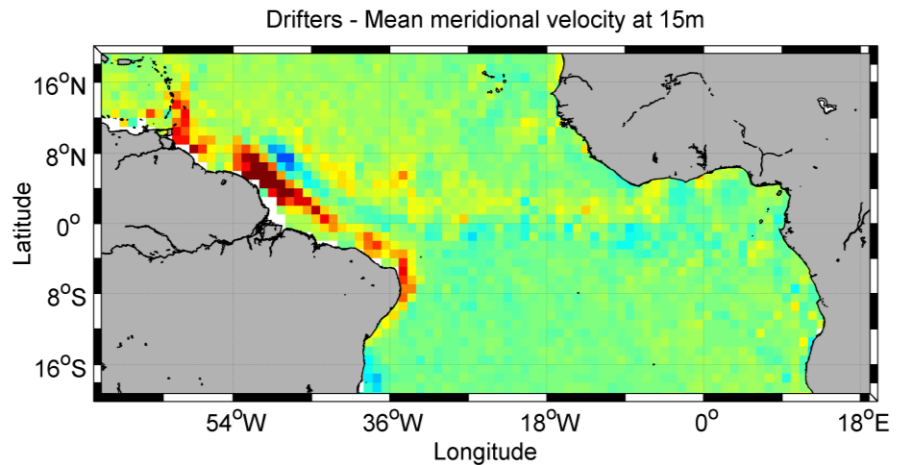 Drifters - Mean meridional velocity at 15m
16°N
8°N
0°
8°S
16°S
Latitude
54°W 36°W 18°W 0° 18°E
Longitude